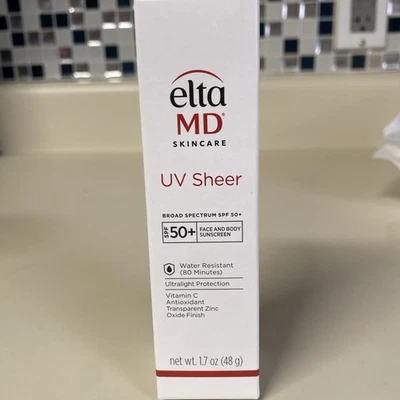 elta
MD®
SKINCARE
UV Sheer
BROAD SPECTRUM SPF 50+
SPF 50+ FACE AND BODY
SUNSCREEN
Water Resistant
(80 Minutes)
Ultralight Protection
Vitamin C
Antioxidant
Transparent Zinc
Oxide Finish
net wt. 1.7 oz (48 g)